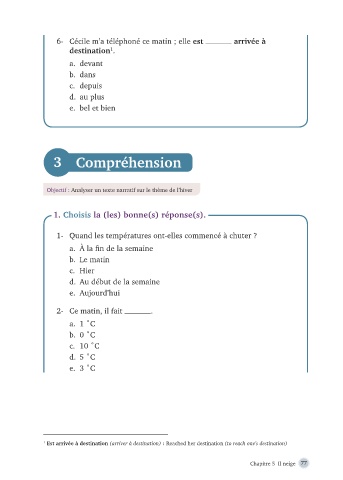 6- Cécile m'a téléphoné ce matin ; elle est ______ arrivée à
destination¹.
a. devant
b. dans
c. depuis
d. au plus
e. bel et bien
3 Compréhension
Objectif : Analyser un texte narratif sur le thème de l'hiver
1. Choisis la (les) bonne(s) réponse(s).
1- Quand les températures ont-elles commencé à chuter ?
a. À la fin de la semaine
b. Le matin
c. Hier
d. Au début de la semaine
e. Aujourd'hui
2- Ce matin, il fait ______.
a. 1 ˚C
b. 0 ˚C
c. 10 ˚C
d. 5 ˚C
e. 3 ˚C
¹ Est arrivée à destination (arriver à destination) : Reached her destination (to reach one's destination)
Chapitre 5 Il neige 77